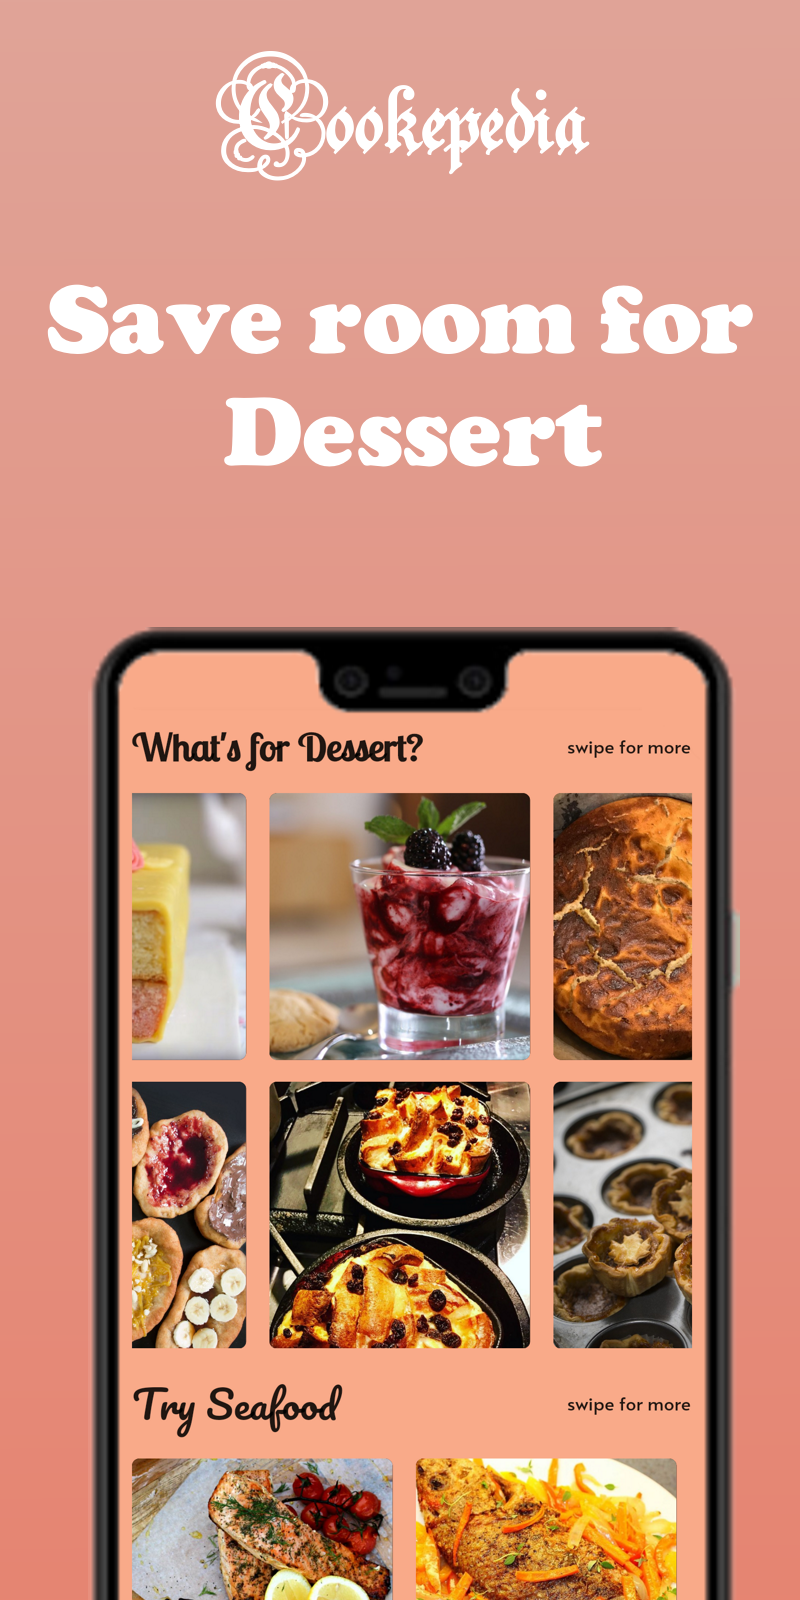 Cookepedia
Save room for
Dessert
What's for Dessert?
swipe for more
Try Seafood
swipe for more